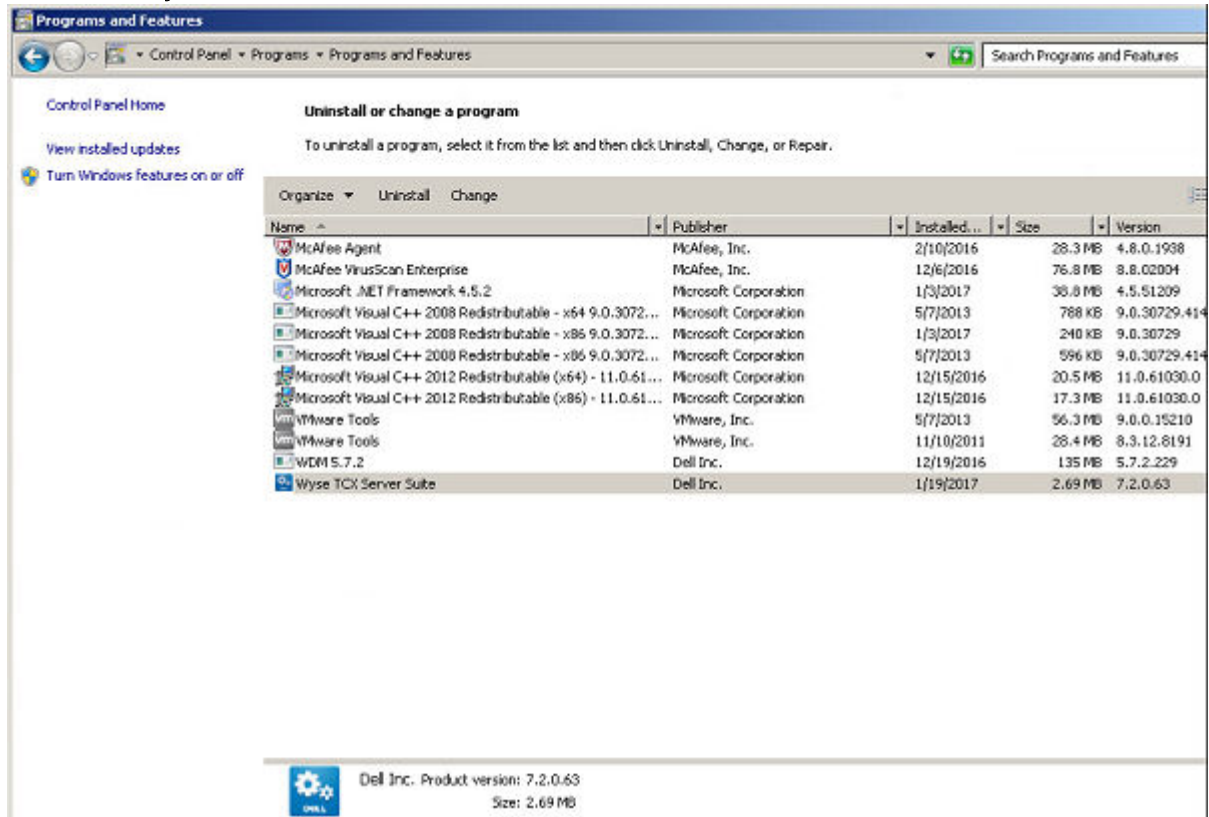 Programs and Features
Control Panel Programs Programs and Features Search Programs and Features
Control Panel Home
View installed updates
Turn Windows features on or off
Uninstall or change a program
To uninstall a program, select it from the list and then click Uninstall, Change, or Repair.
Organize Uninstall Change
Name Publisher Installed... Size Version
McAfee Agent McAfee, Inc. 2/10/2016 28.3 MB 4.8.0.1938
McAfee VirusScan Enterprise McAfee, Inc. 12/6/2016 76.8 MB 8.8.02004
Microsoft .NET Framework 4.5.2 Microsoft Corporation 1/3/2017 38.8 MB 4.5.51209
Microsoft Visual C++ 2008 Redistributable - x64 9.0.3072... Microsoft Corporation 5/7/2013 788 KB 9.0.30729.414
Microsoft Visual C++ 2008 Redistributable - x86 9.0.3072... Microsoft Corporation 1/3/2017 240 KB 9.0.30729
Microsoft Visual C++ 2008 Redistributable - x86 9.0.3072... Microsoft Corporation 5/7/2013 596 KB 9.0.30729.414
Microsoft Visual C++ 2012 Redistributable (x64) - 11.0.61... Microsoft Corporation 12/15/2016 20.5 MB 11.0.61030.0
Microsoft Visual C++ 2012 Redistributable (x86) - 11.0.61... Microsoft Corporation 12/15/2016 17.3 MB 11.0.61030.0
VMware Tools VMware, Inc. 5/7/2013 56.3 MB 9.0.0.15210
VMware Tools VMware, Inc. 11/10/2011 28.4 MB 8.3.12.8191
WDM 5.7.2 Dell Inc. 12/19/2016 135 MB 5.7.2.229
Wyse TCX Server Suite Dell Inc. 1/19/2017 2.69 MB 7.2.0.63
Dell Inc. Product version: 7.2.0.63
Size: 2.69 MB
DELL